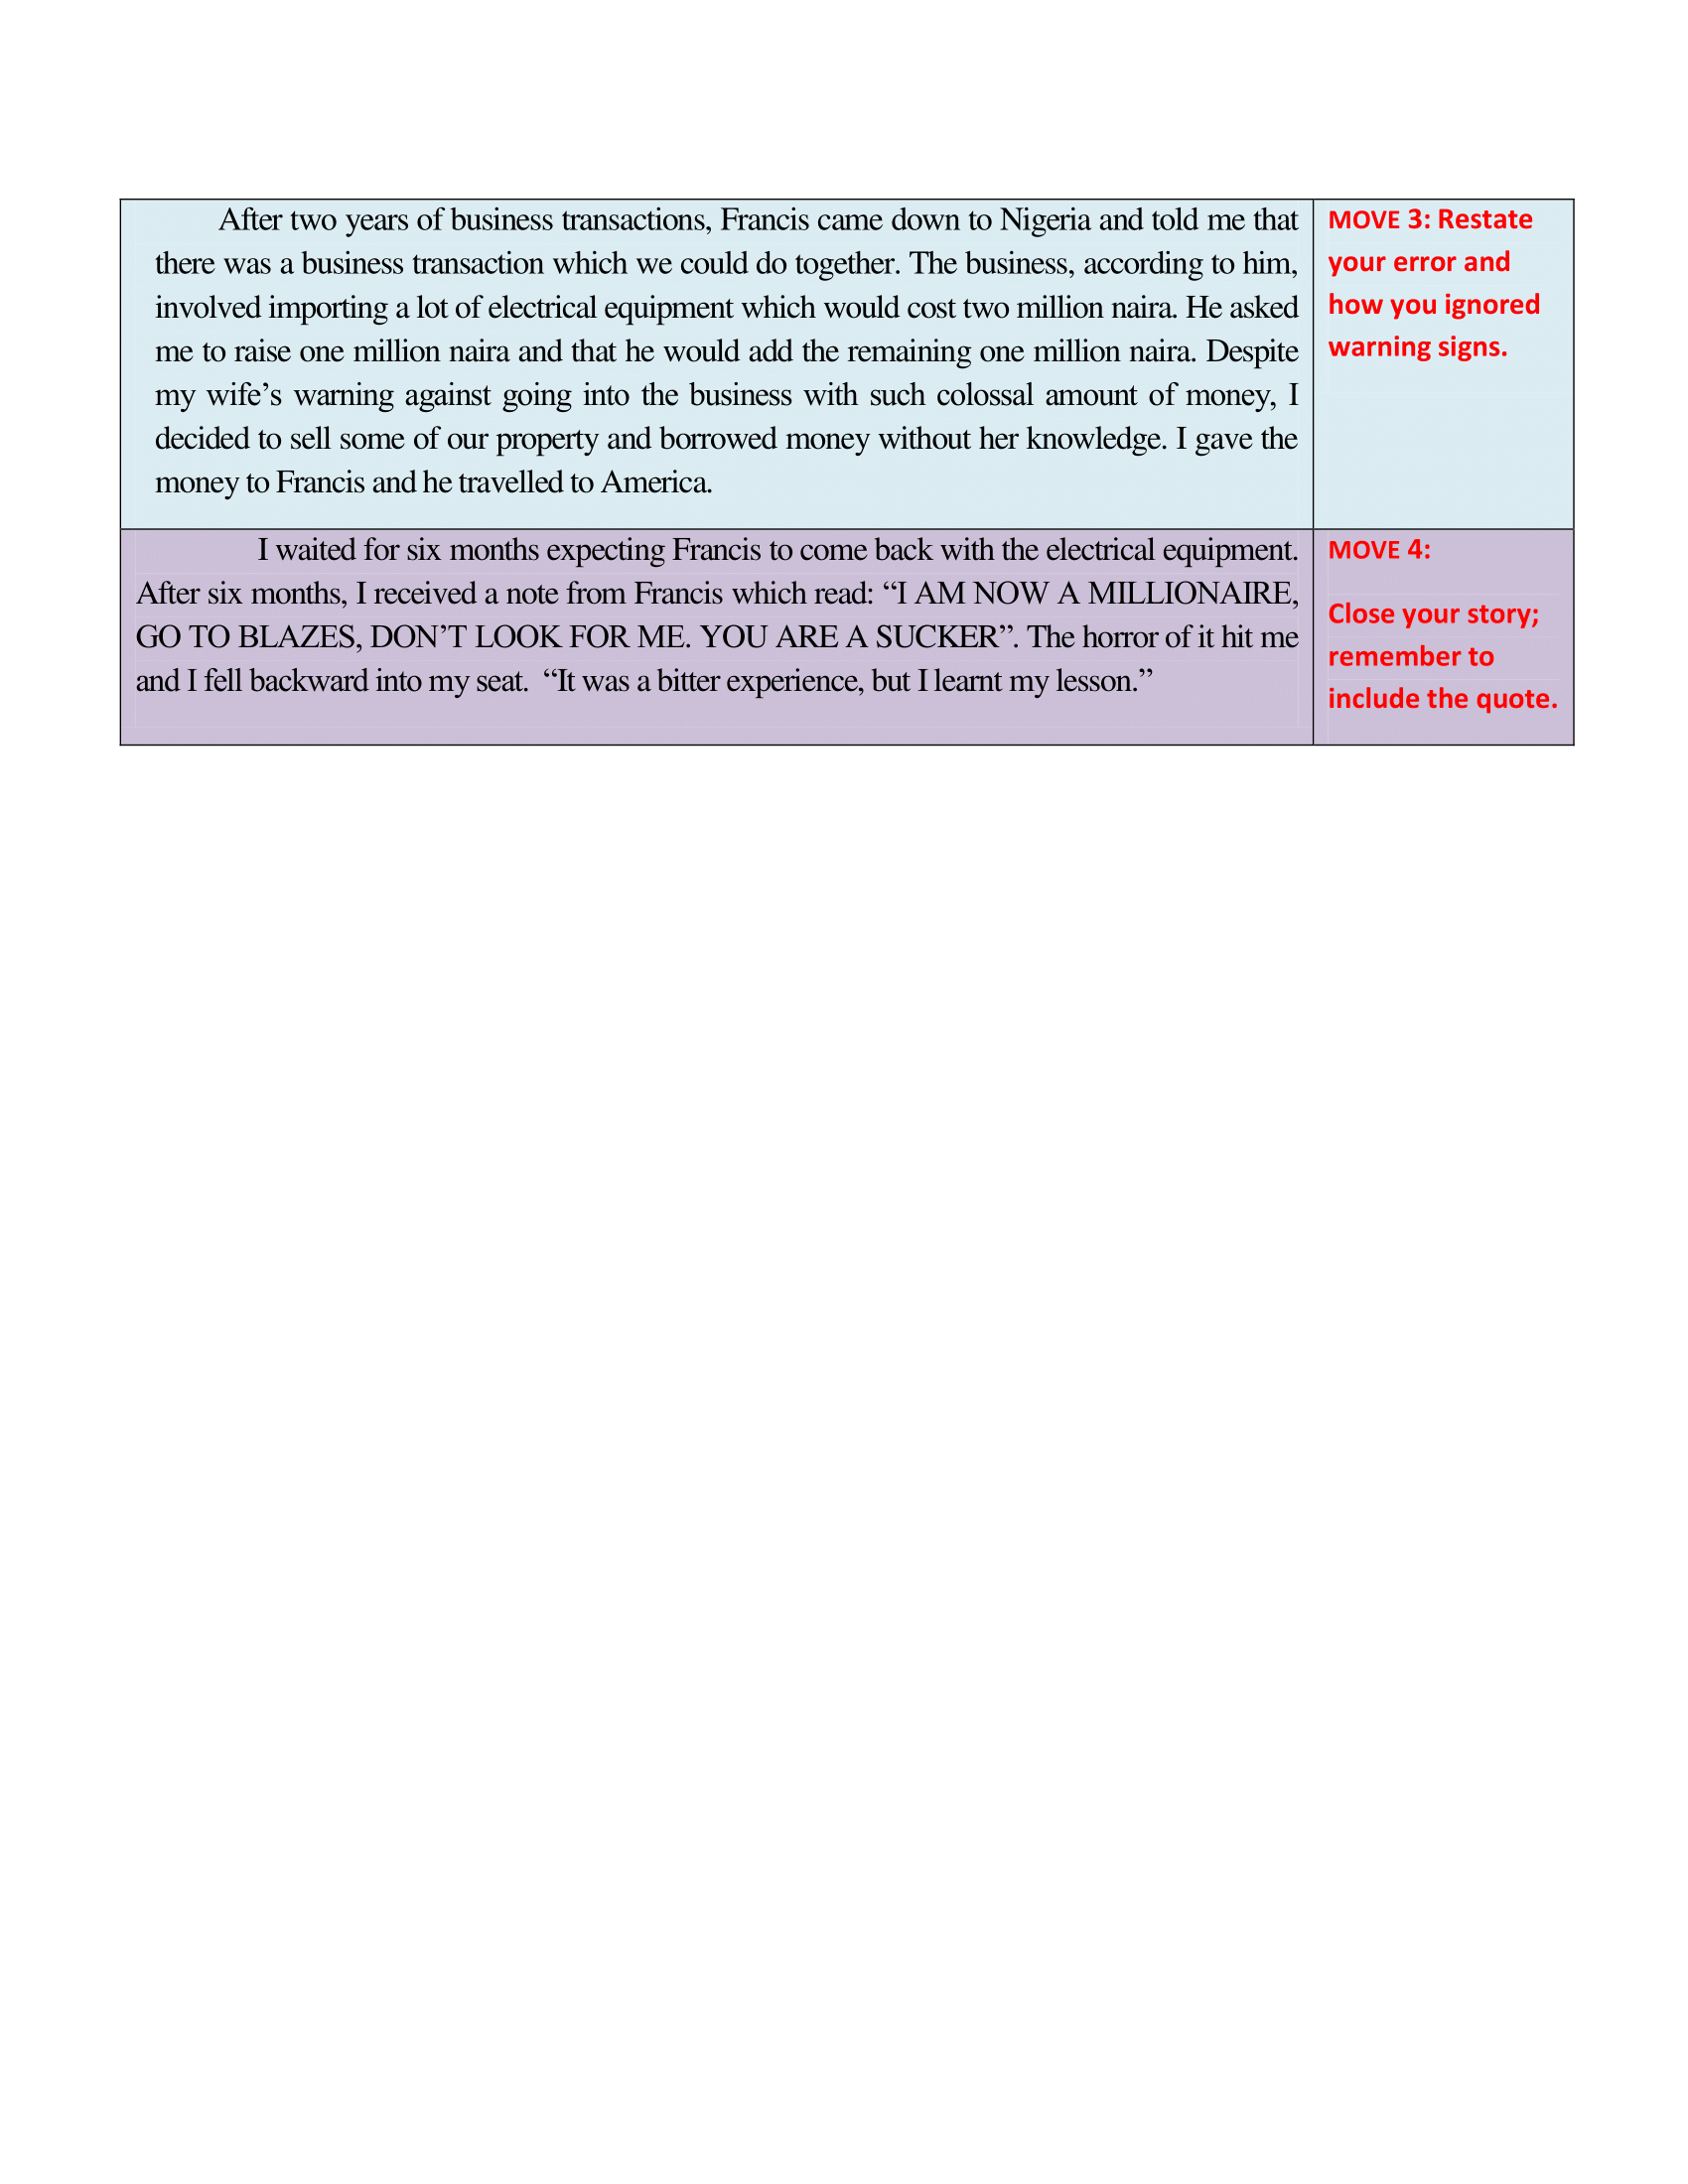 After two years of business transactions, Francis came down to Nigeria and told me that
there was a business transaction which we could do together. The business, according to him,
involved importing a lot of electrical equipment which would cost two million naira. He asked
me to raise one million naira and that he would add the remaining one million naira. Despite
my wife’s warning against going into the business with such colossal amount of money, I
decided to sell some of our property and borrowed money without her knowledge. I gave the
money to Francis and he travelled to America.
MOVE 3: Restate
your error and
how you ignored
warning signs.
I waited for six months expecting Francis to come back with the electrical equipment.
After six months, I received a note from Francis which read: “I AM NOW A MILLIONAIRE,
GO TO BLAZES, DON’T LOOK FOR ME. YOU ARE A SUCKER”. The horror of it hit me
and I fell backward into my seat.  “It was a bitter experience, but I learnt my lesson.”
MOVE 4:
Close your story;
remember to
include the quote.